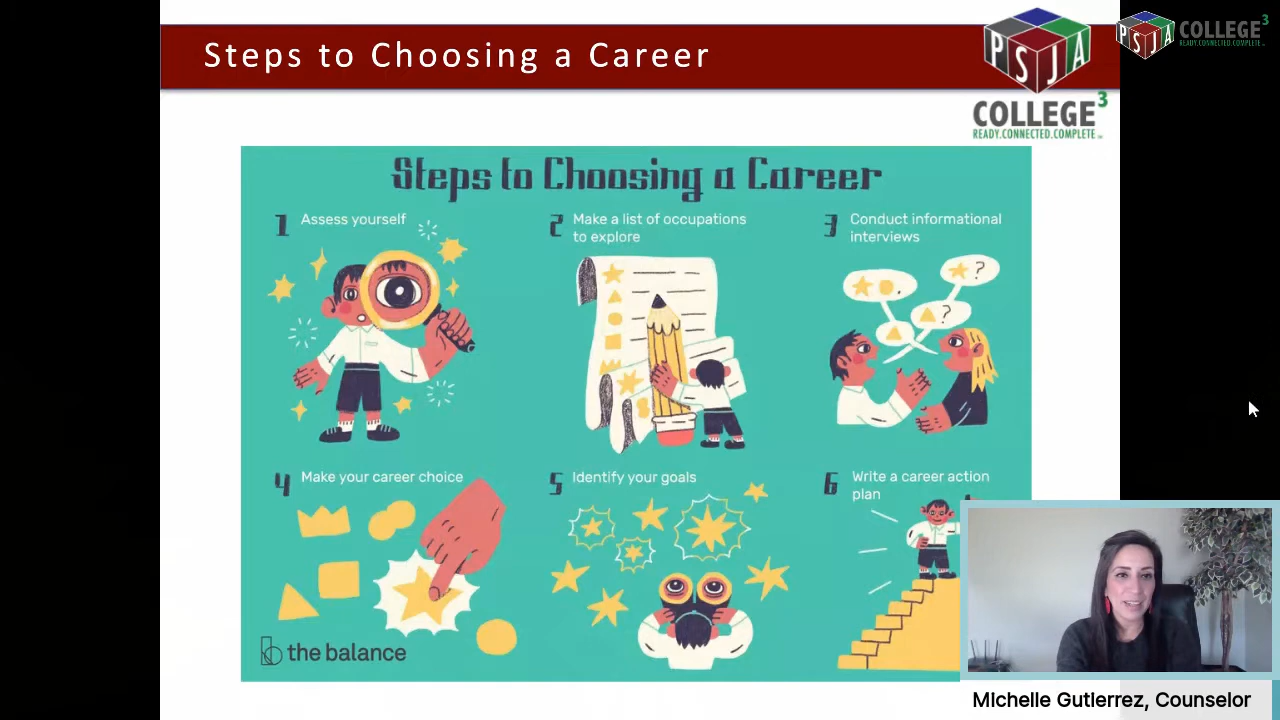 Steps to Choosing a Career
PSJA
COLLEGE3
READY.CONNECTED.COMPLETE
PSJA
COLLEGE3
READY.CONNECTED.COMPLETE
Steps to Choosing a Career
1 Assess yourself
2 Make a list of occupations
to explore
3 Conduct informational
interviews
? 
?
4 Make your career choice
5 Identify your goals
6 Write a career action
plan
the balance
Michelle Gutierrez, Counselor